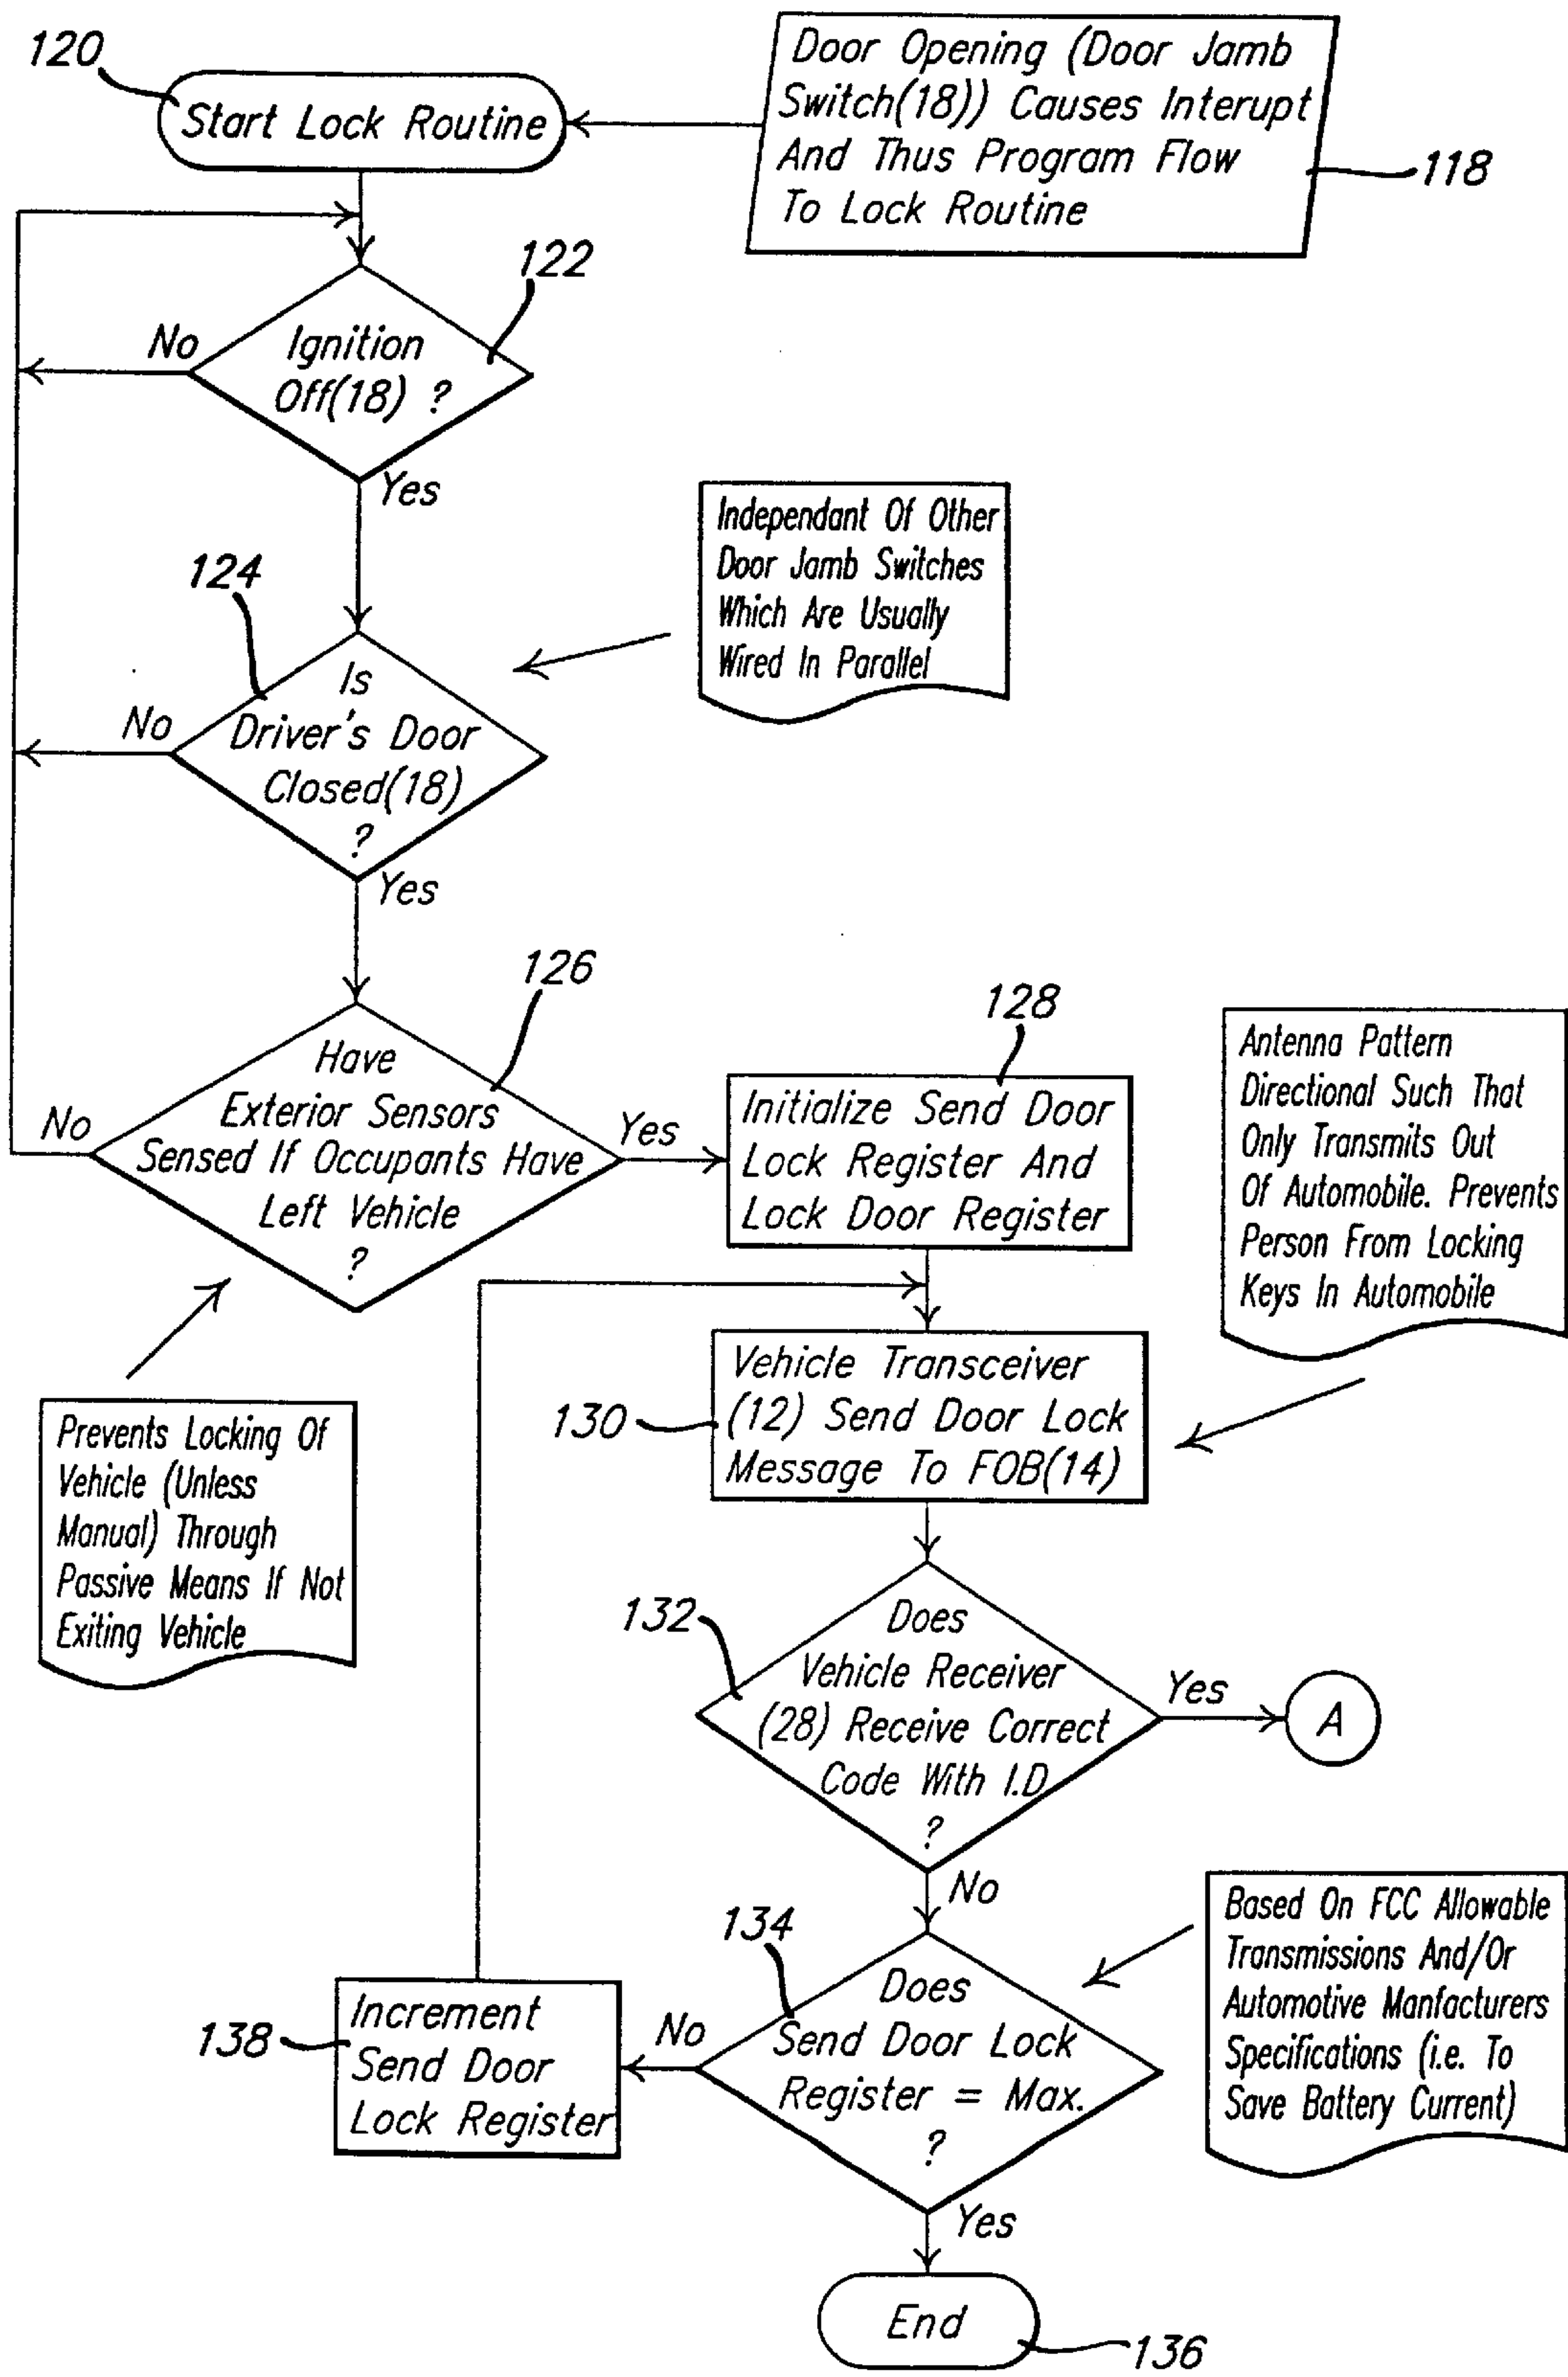 120
Start Lock Routine
Door Opening (Door Jamb
Switch(18)) Causes Interupt
And Thus Program Flow
To Lock Routine
118
122
Ignition
Off(18) ?
No
Yes
Independant Of Other
Door Jamb Switches
Which Are Usually
Wired In Parallel
124
Is
Driver's Door
Closed(18)
?
No
Yes
126
Have
Exterior Sensors
Sensed If Occupants Have
Left Vehicle
?
No
Yes
128
Initialize Send Door
Lock Register And
Lock Door Register
Antenna Pattern
Directional Such That
Only Transmits Out
Of Automobile. Prevents
Person From Locking
Keys In Automobile
Prevents Locking Of
Vehicle (Unless
Manual) Through
Passive Means If Not
Exiting Vehicle
130
Vehicle Transceiver
(12) Send Door Lock
Message To FOB(14)
132
Does
Vehicle Receiver
(28) Receive Correct
Code With I.D
?
Yes
A
No
134
Does
Send Door Lock
Register = Max.
?
Based On FCC Allowable
Transmissions And/Or
Automotive Manfacturers
Specifications (i.e. To
Save Battery Current)
No
138
Increment
Send Door
Lock Register
Yes
End
136